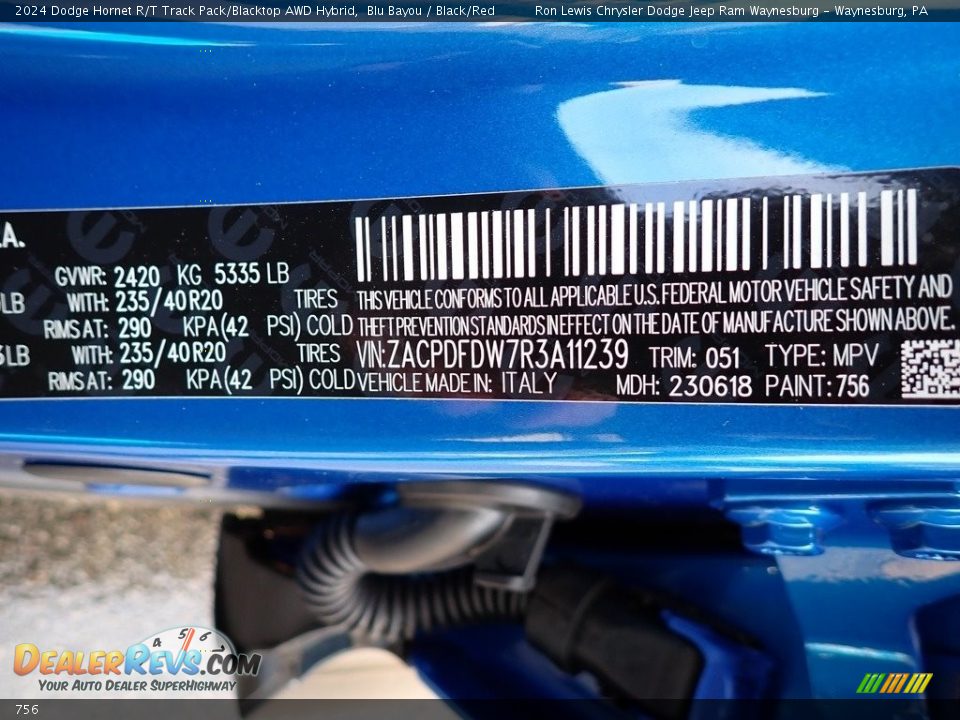 2024 Dodge Hornet R/T Track Pack/Blacktop AWD Hybrid, Blu Bayou / Black/Red Ron Lewis Chrysler Dodge Jeep Ram Waynesburg - Waynesburg, PA
.A.
GVWR: 2420 KG 5335 LB
LB WITH: 235/40R20 TIRES THIS VEHICLE CONFORMS TO ALL APPLICABLE U.S. FEDERAL MOTOR VEHICLE SAFETY AND
RIMS AT: 290 KPA(42 PSI) COLD THEFT PREVENTION STANDARDS IN EFFECT ON THE DATE OF MANUFACTURE SHOWN ABOVE.
LB WITH: 235/40R20 TIRES VIN: ZACPDFDW7R3A11239 TRIM: 051 TYPE: MPV
RIMS AT: 290 KPA(42 PSI) COLD VEHICLE MADE IN: ITALY MDH: 230618 PAINT: 756
4 5 6
DealerRevs.com
Your Auto Dealer SuperHighway
756